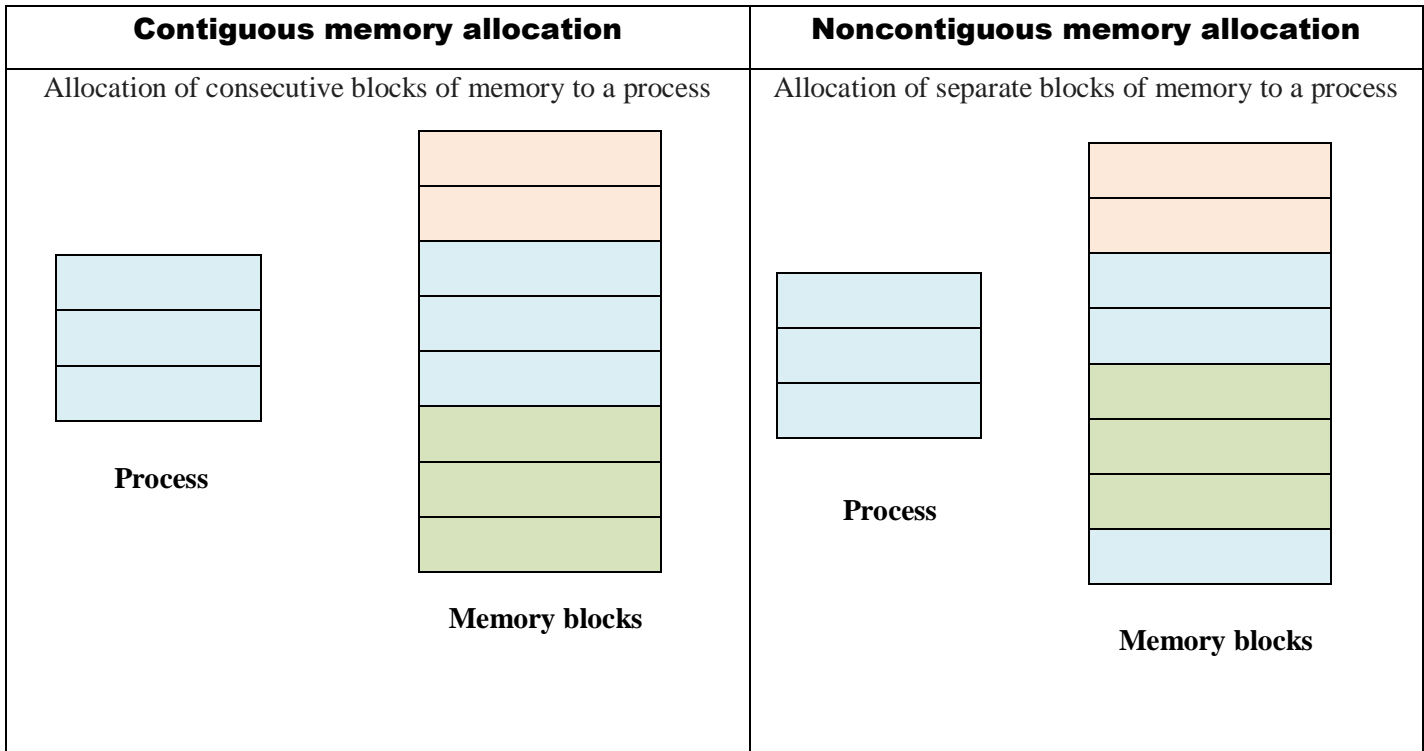 Contiguous memory allocation
Noncontiguous memory allocation
Allocation of consecutive blocks of memory to a process
Allocation of separate blocks of memory to a process
Process
Memory blocks
Process
Memory blocks